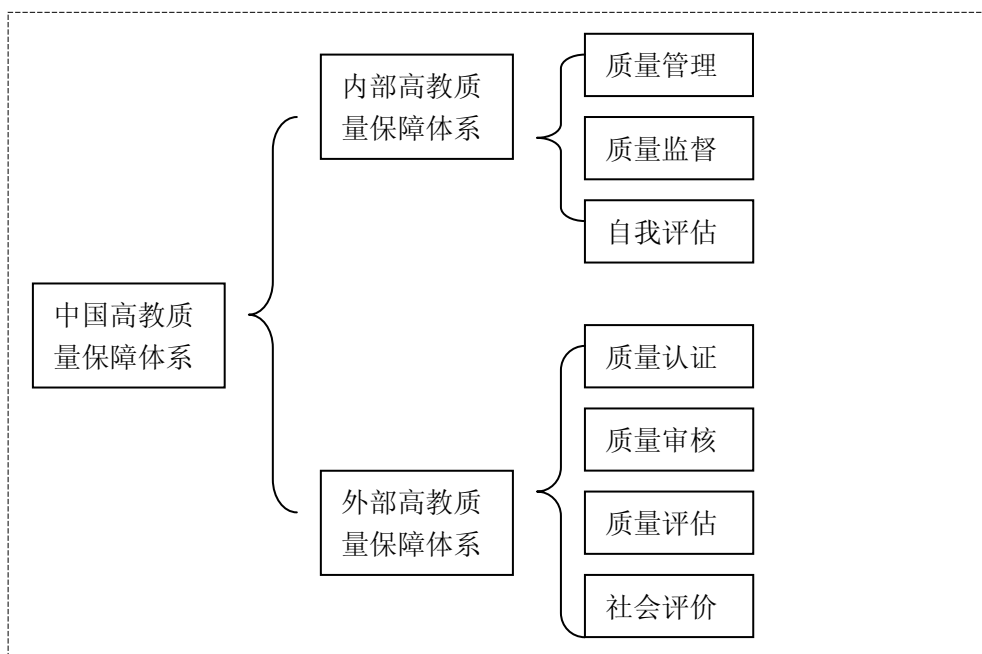 中国高教质
量保障体系
内部高教质
量保障体系
质量管理
质量监督
自我评估
外部高教质
量保障体系
质量认证
质量审核
质量评估
社会评价